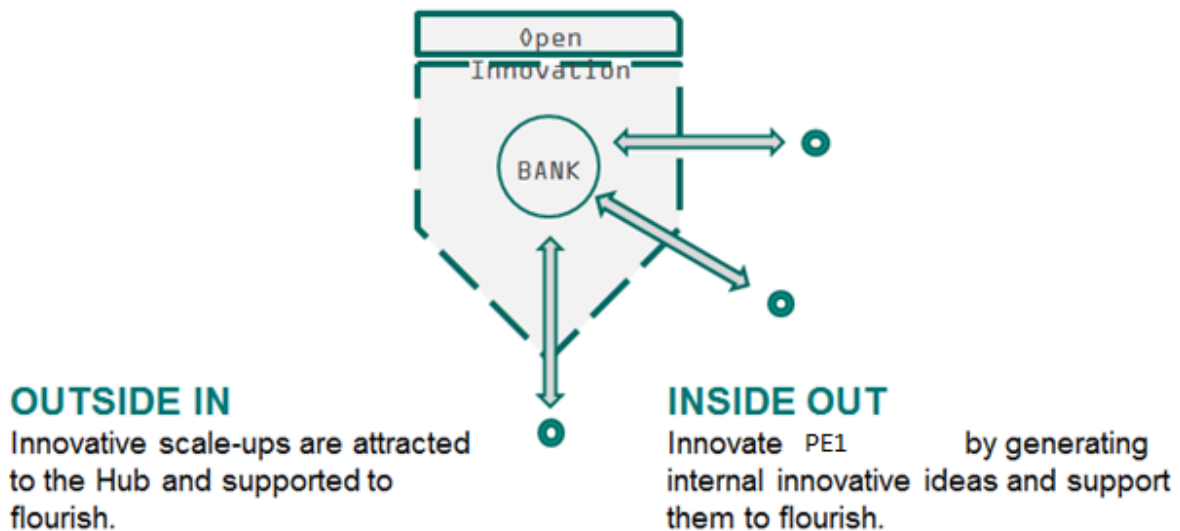 Open
Innovation
BANK
OUTSIDE IN
Innovative scale-ups are attracted
to the Hub and supported to
flourish.
INSIDE OUT
Innovate PE1 by generating
internal innovative ideas and support
them to flourish.